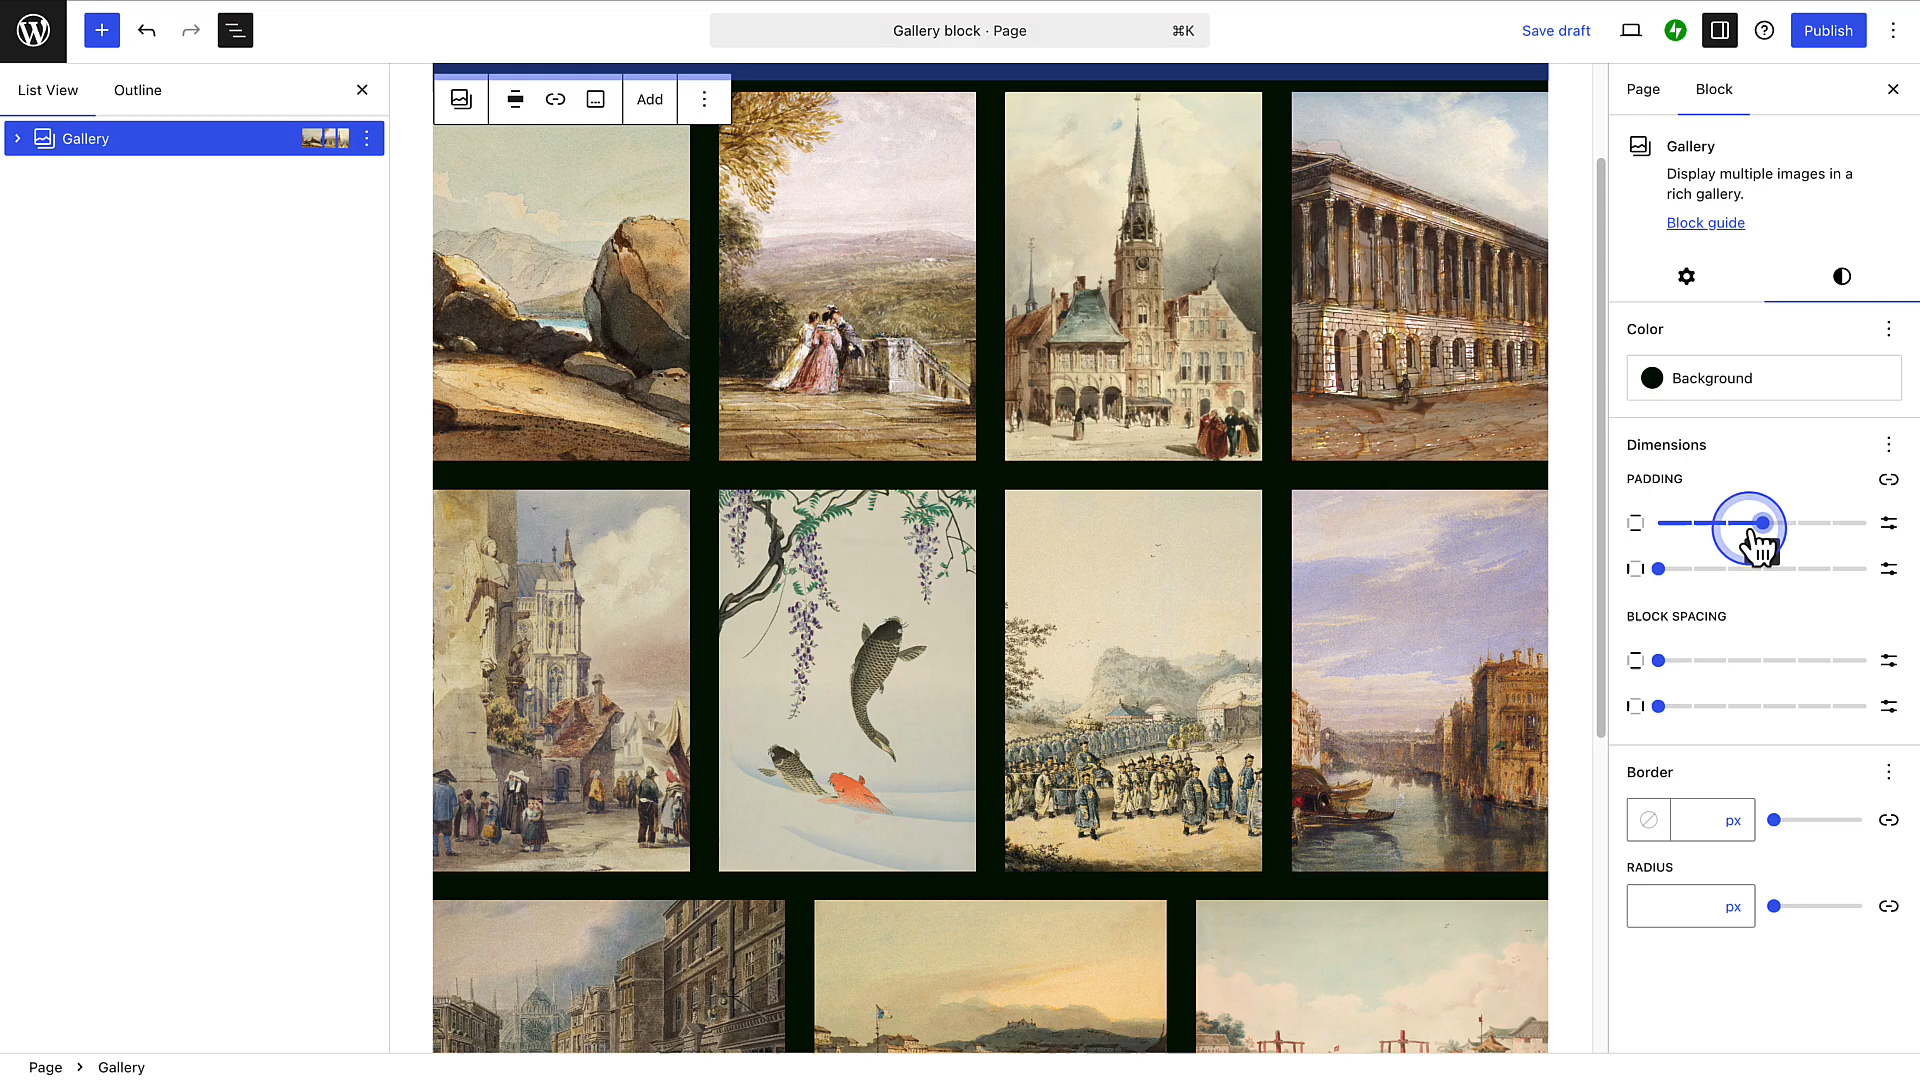 Gallery block · Page
⌘K
Save draft
Publish
List View
Outline
Gallery
Add
Page
Block
Gallery
Display multiple images in a
rich gallery.
Block guide
Color
Background
Dimensions
PADDING
BLOCK SPACING
Border
px
RADIUS
px
Page
Gallery